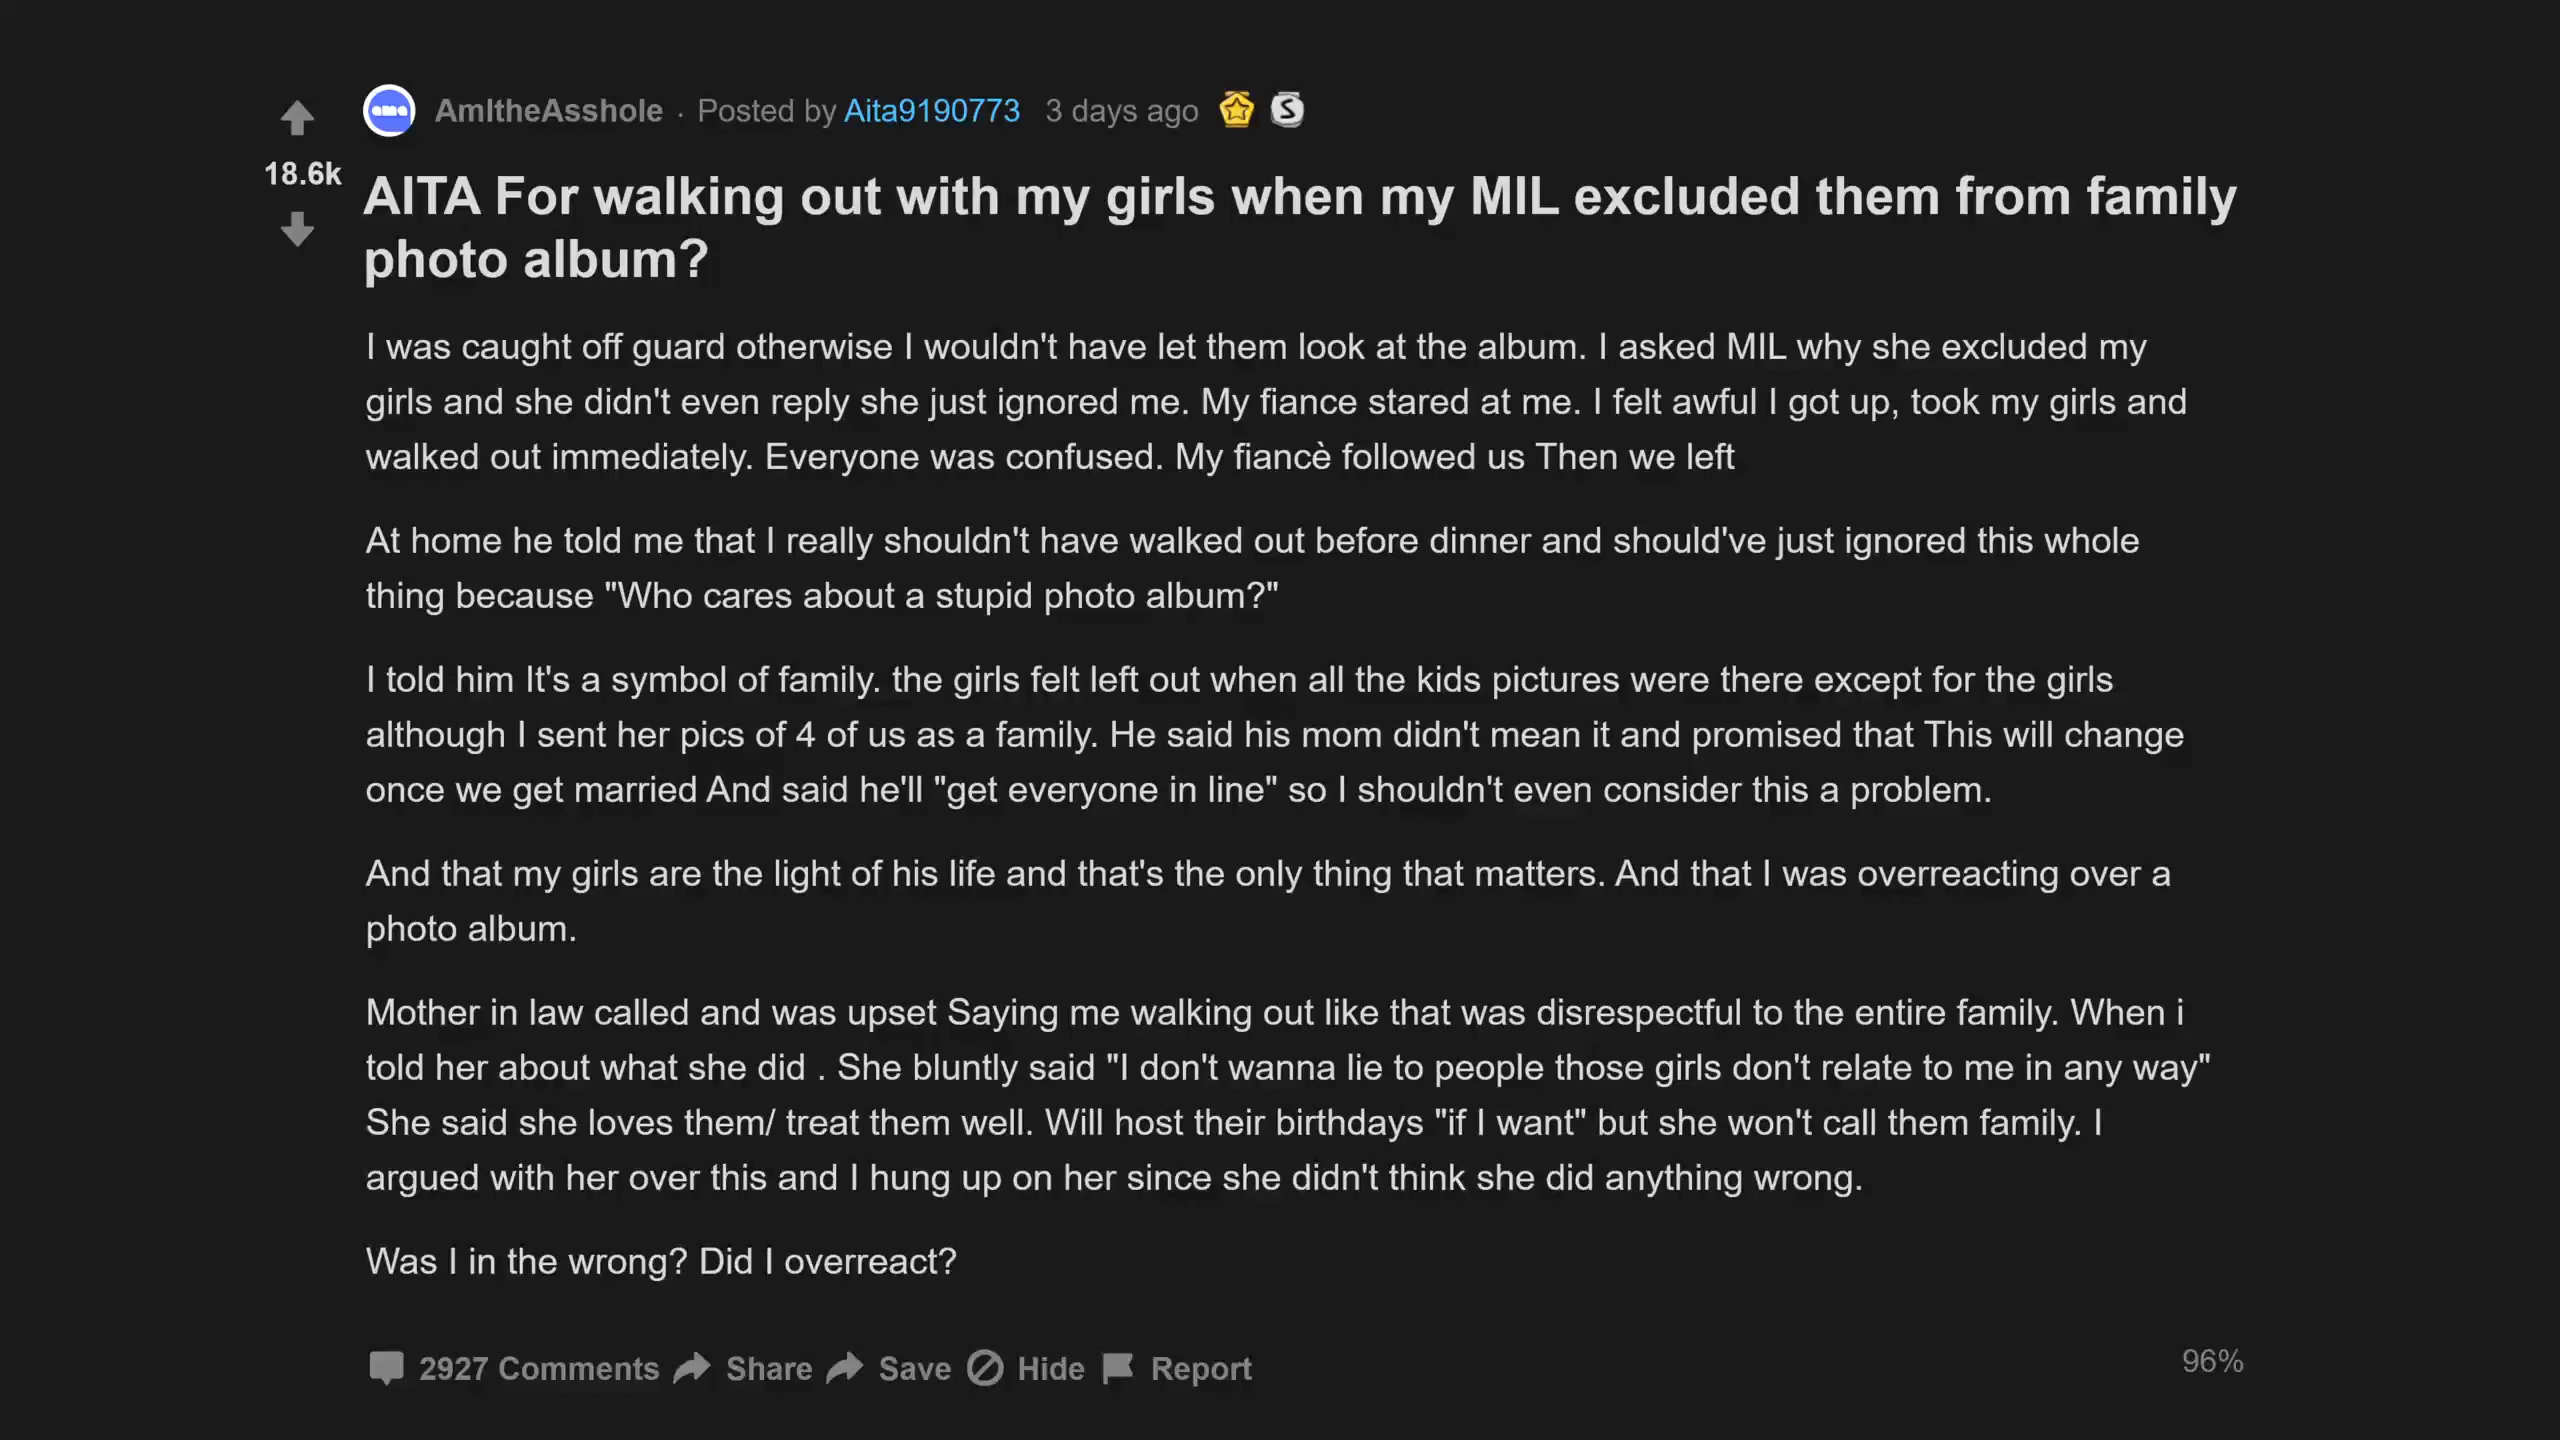 AmItheAsshole · Posted by Aita9190773 3 days ago
18.6k
AITA For walking out with my girls when my MIL excluded them from family
photo album?
I was caught off guard otherwise I wouldn't have let them look at the album. I asked MIL why she excluded my
girls and she didn't even reply she just ignored me. My fiance stared at me. I felt awful I got up, took my girls and
walked out immediately. Everyone was confused. My fiancè followed us Then we left
At home he told me that I really shouldn't have walked out before dinner and should've just ignored this whole
thing because "Who cares about a stupid photo album?"
I told him It's a symbol of family. the girls felt left out when all the kids pictures were there except for the girls
although I sent her pics of 4 of us as a family. He said his mom didn't mean it and promised that This will change
once we get married And said he'll "get everyone in line" so I shouldn't even consider this a problem.
And that my girls are the light of his life and that's the only thing that matters. And that I was overreacting over a
photo album.
Mother in law called and was upset Saying me walking out like that was disrespectful to the entire family. When i
told her about what she did . She bluntly said "I don't wanna lie to people those girls don't relate to me in any way"
She said she loves them/ treat them well. Will host their birthdays "if I want" but she won't call them family. I
argued with her over this and I hung up on her since she didn't think she did anything wrong.
Was I in the wrong? Did I overreact?
2927 Comments Share Save Hide Report
96%